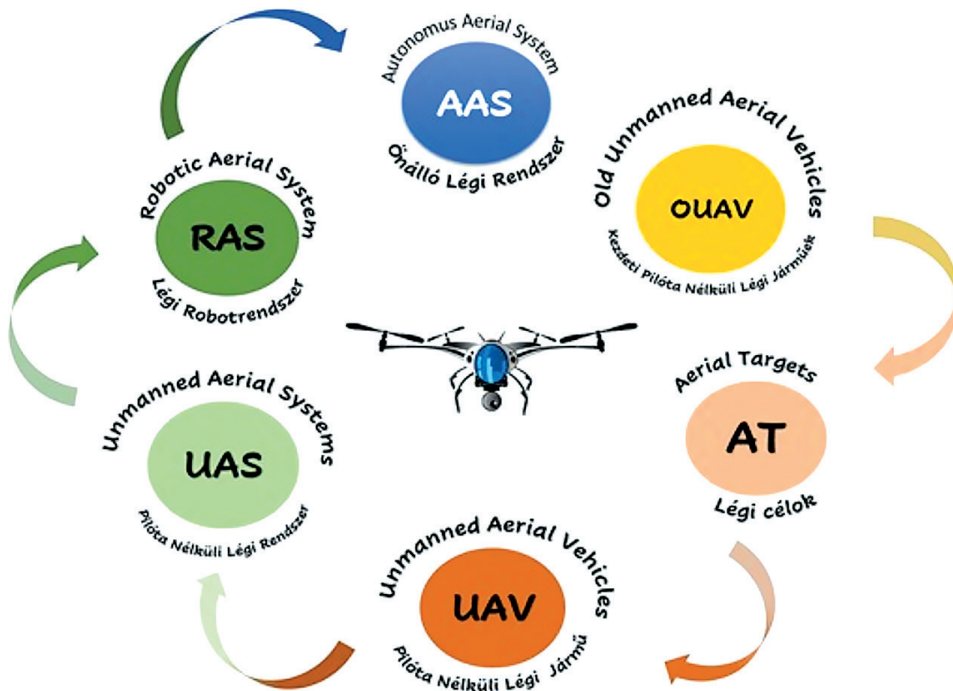 Autonomus Aerial System
AAS
Önálló Légi Rendszer
Old Unmanned Aerial Vehicles
OUAV
Kezdeti Pilóta Nélküli Légi Járműek
Aerial Targets
AT
Légi célok
Unmanned Aerial Vehicles
UAV
Pilóta Nélküli Légi Jármű
Unmanned Aerial Systems
UAS
Pilóta Nélküli Légi Rendszer
Robotic Aerial System
RAS
Légi Robotrendszer